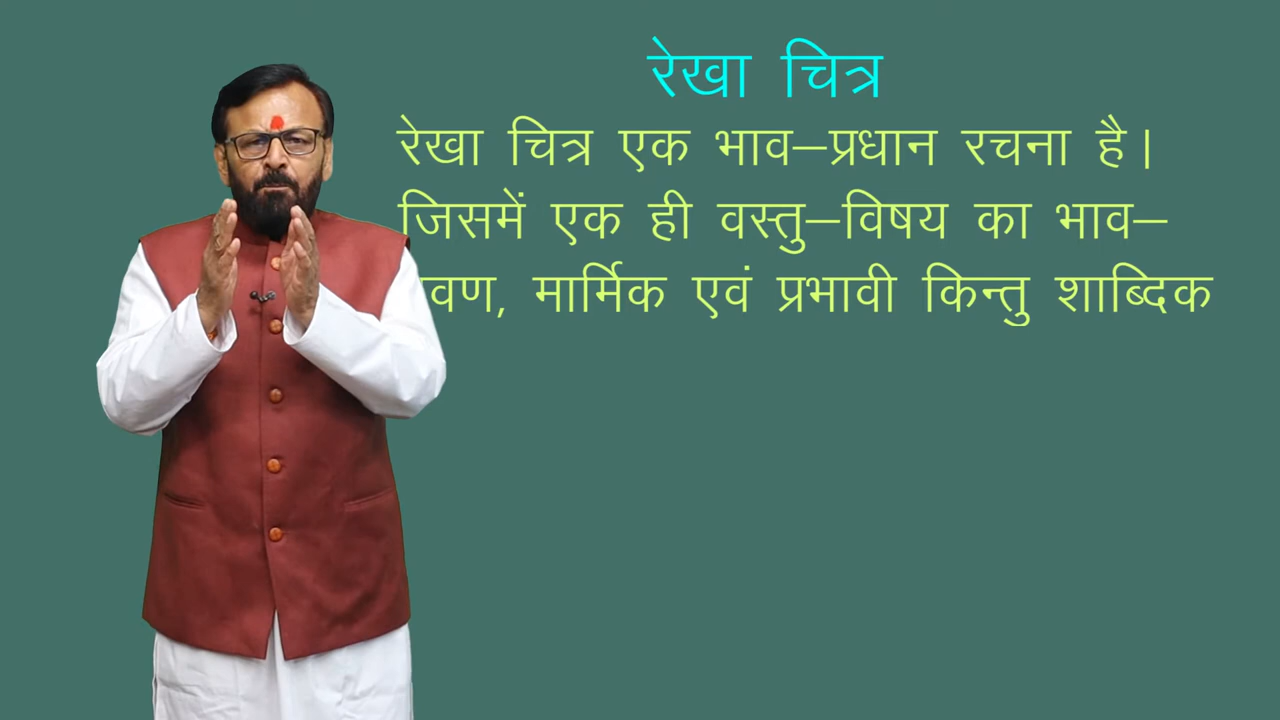 रेखा चित्र
रेखा चित्र एक भाव–प्रधान रचना है।
जिसमें एक ही वस्तु–विषय का भाव–
मार्मिक एवं प्रभावी किन्तु शाब्दिक